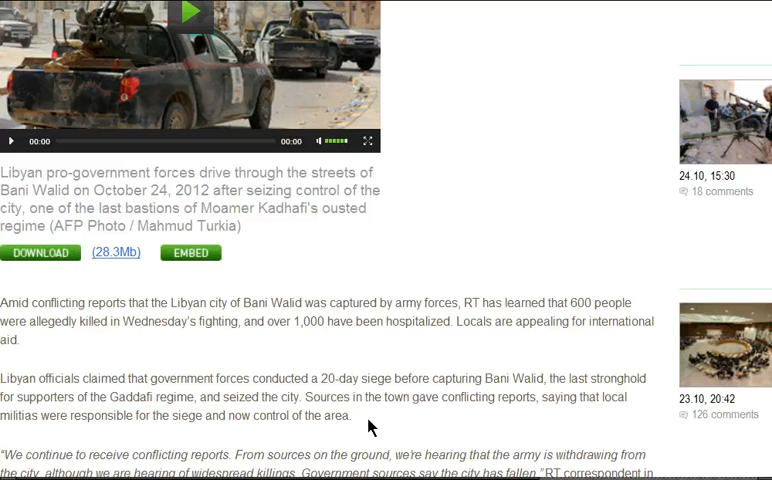 00:00
00:00
Libyan pro-government forces drive through the streets of
Bani Walid on October 24, 2012 after seizing control of the
city, one of the last bastions of Moamer Kadhafi's ousted
regime (AFP Photo / Mahmud Turkia)
DOWNLOAD (28.3Mb) EMBED
24.10, 15:30
18 comments
Amid conflicting reports that the Libyan city of Bani Walid was captured by army forces, RT has learned that 600 people
were allegedly killed in Wednesday's fighting, and over 1,000 have been hospitalized. Locals are appealing for international
aid.
Libyan officials claimed that government forces conducted a 20-day siege before capturing Bani Walid, the last stronghold
for supporters of the Gaddafi regime, and seized the city. Sources in the town gave conflicting reports, saying that local
militias were responsible for the siege and now control of the area.
23.10, 20:42
126 comments
“We continue to receive conflicting reports. From sources on the ground, we're hearing that the army is withdrawing from
the city, although we are hearing of widespread killings. Government sources say the city has fallen,” RT correspondent in